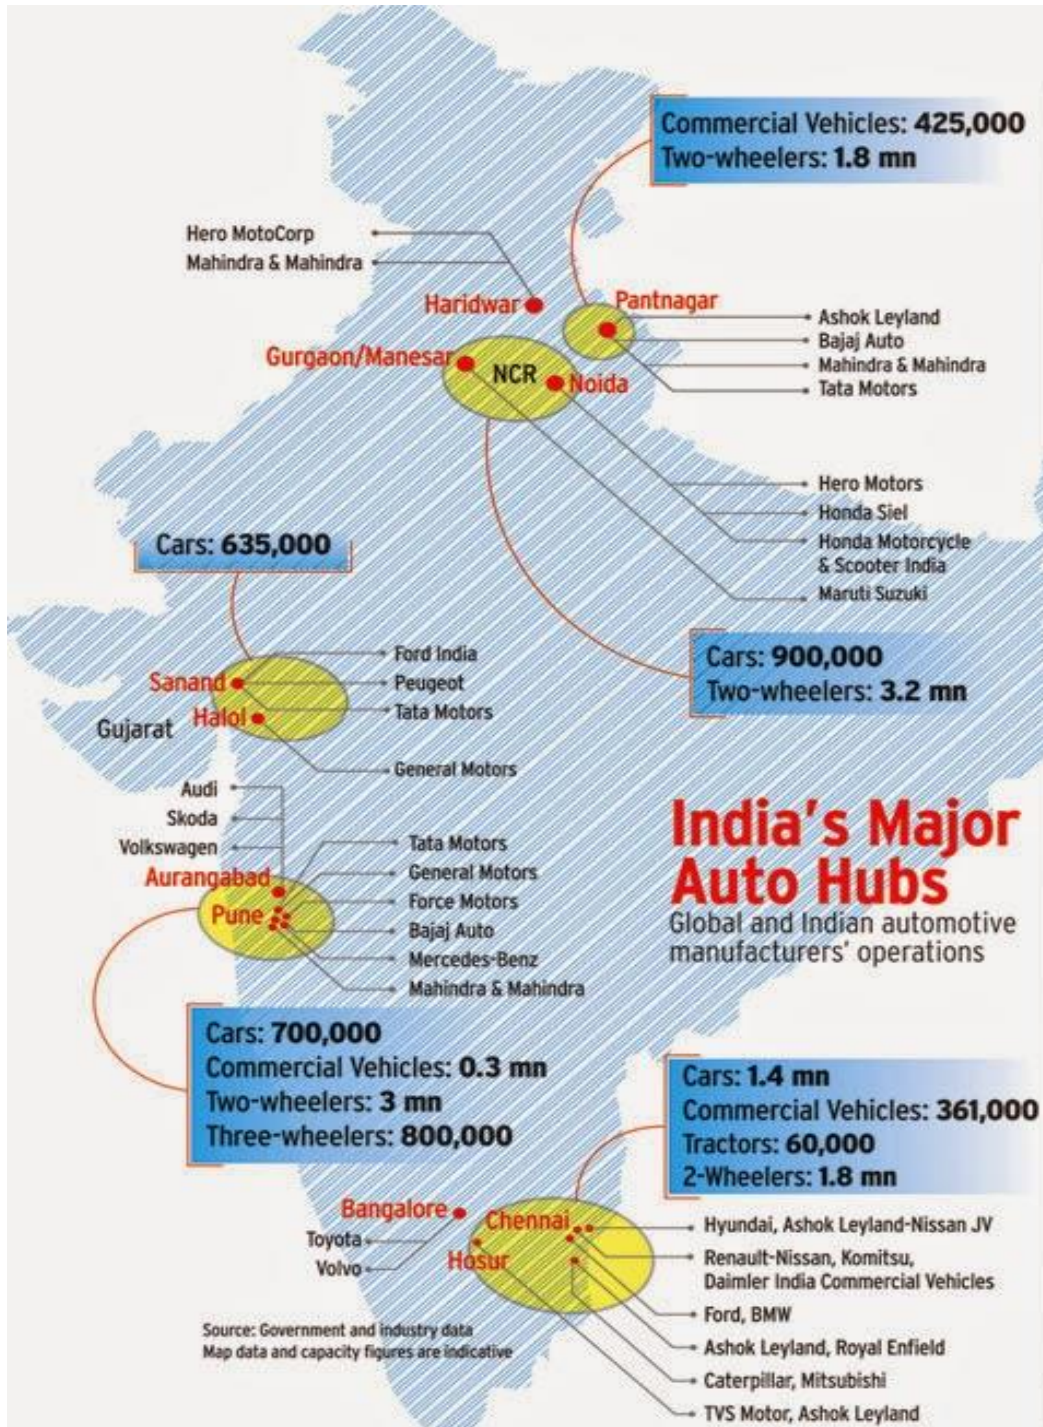 Commercial Vehicles: 425,000
Two-wheelers: 1.8 mn
Hero MotoCorp
Mahindra & Mahindra
Haridwar
Pantnagar
Ashok Leyland
Bajaj Auto
Mahindra & Mahindra
Tata Motors
Gurgaon/Manesar
NCR
Noida
Hero Motors
Honda Siel
Honda Motorcycle
& Scooter India
Maruti Suzuki
Cars: 635,000
Cars: 900,000
Two-wheelers: 3.2 mn
Ford India
Sanand
Peugeot
Tata Motors
Halol
Gujarat
General Motors
Audi
Skoda
Volkswagen
Aurangabad
Pune
Tata Motors
General Motors
Force Motors
Bajaj Auto
Mercedes-Benz
Mahindra & Mahindra
India's Major
Auto Hubs
Global and Indian automotive
manufacturers' operations
Cars: 700,000
Commercial Vehicles: 0.3 mn
Two-wheelers: 3 mn
Three-wheelers: 800,000
Cars: 1.4 mn
Commercial Vehicles: 361,000
Tractors: 60,000
2-Wheelers: 1.8 mn
Bangalore
Toyota
Volvo
Chennai
Hosur
Hyundai, Ashok Leyland-Nissan JV
Renault-Nissan, Komitsu,
Daimler India Commercial Vehicles
Ford, BMW
Ashok Leyland, Royal Enfield
Caterpillar, Mitsubishi
TVS Motor, Ashok Leyland
Source: Government and industry data
Map data and capacity figures are indicative